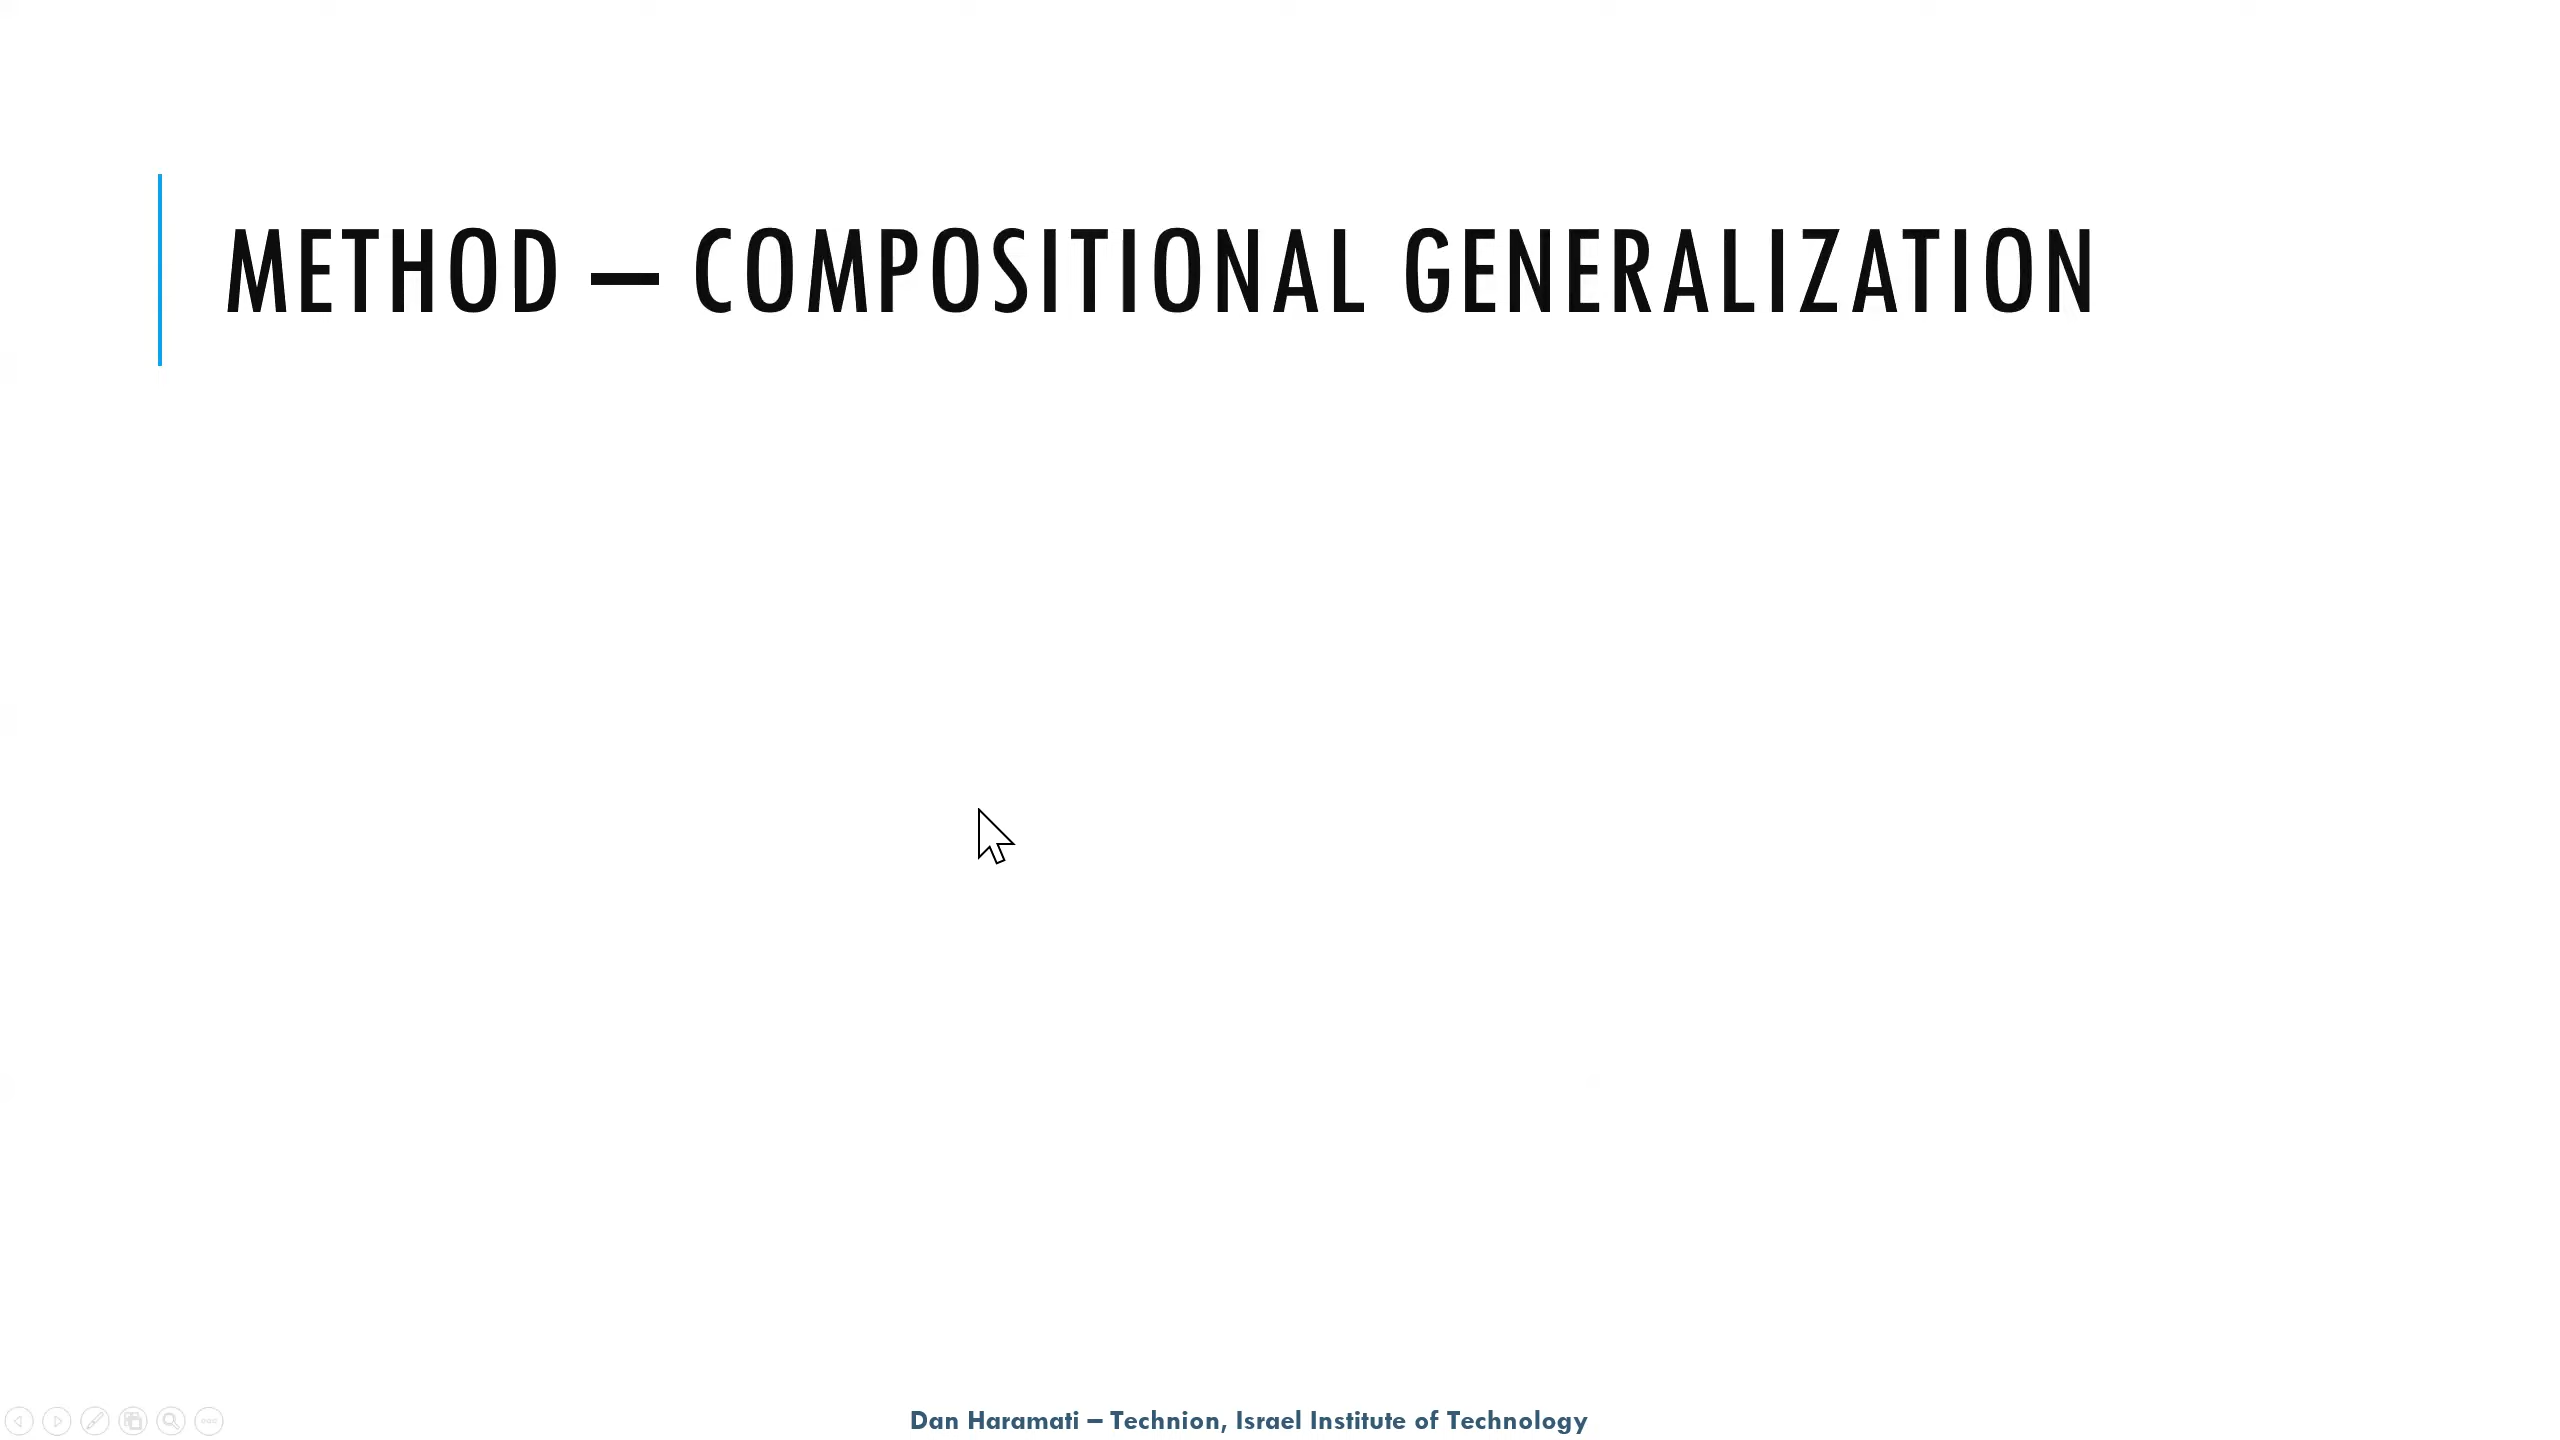 METHOD – COMPOSITIONAL GENERALIZATION
Dan Haramati – Technion, Israel Institute of Technology